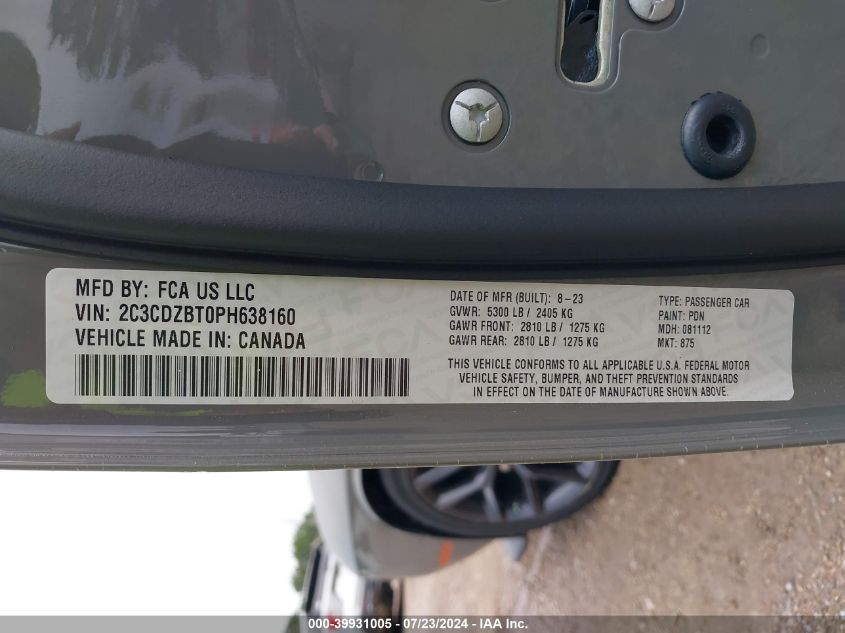 MFD BY: FCA US LLC
VIN: 2C3CDZBT0PH638160
VEHICLE MADE IN: CANADA
DATE OF MFR (BUILT): 8-23
GVWR: 5300 LB / 2405 KG
GAWR FRONT: 2810 LB / 1275 KG
GAWR REAR: 2810 LB / 1275 KG
TYPE: PASSENGER CAR
PAINT: PDN
MDH: 081112
MKT: 875
THIS VEHICLE CONFORMS TO ALL APPLICABLE U.S.A. FEDERAL MOTOR
VEHICLE SAFETY, BUMPER, AND THEFT PREVENTION STANDARDS
IN EFFECT ON THE DATE OF MANUFACTURE SHOWN ABOVE.
000-39931005 - 07/23/2024 - IAA Inc.